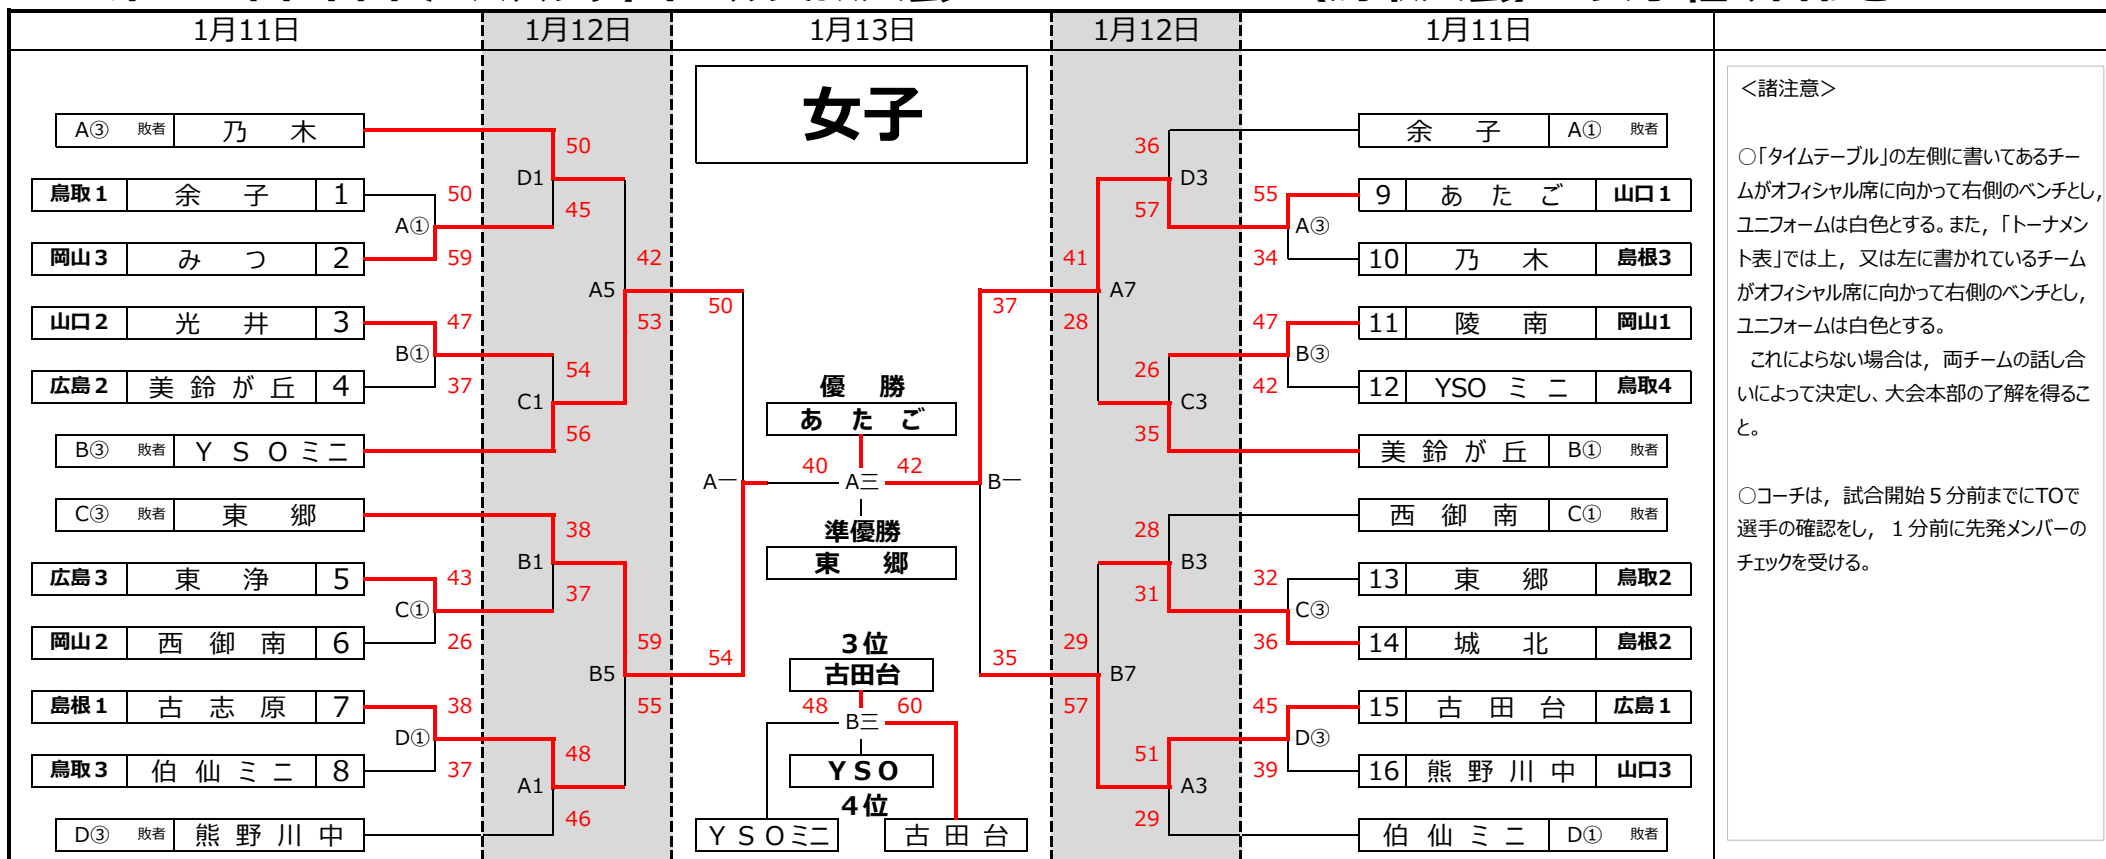 1月11日 1月12日 1月13日 1月12日 1月11日
女子
A③ 敗者 乃 木
50
D1
45
鳥取1 余 子 1
50
A①
岡山3 み つ 2
59
42
A5
53
山口2 光 井 3
47
B①
広島2 美 鈴 が 丘 4
37
54
C1
56
B③ 敗者 Y S O ミニ
50
A一
54
C③ 敗者 東 郷
38
B1
37
広島3 東 浄 5
43
C①
岡山2 西 御 南 6
26
59
B5
55
島根1 古 志 原 7
38
D①
鳥取3 伯 仙 ミ ニ 8
37
48
A1
46
D③ 敗者 熊 野 川 中
優 勝
あ た ご
40 A三 42
準優勝
東 郷
3位
古田台
48 B三 60
Y S O
4位
Y S O ミニ 古 田 台
37
B一
35
余 子 A① 敗者
36
D3
57
9 あ た ご 山口1
55
A③
10 乃 木 島根3
34
41
A7
28
11 陵 南 岡山1
47
B③
12 YSO ミ ニ 鳥取4
42
26
C3
35
美 鈴 が 丘 B① 敗者
西 御 南 C① 敗者
28
B3
31
13 東 郷 鳥取2
32
C③
14 城 北 島根2
36
29
B7
57
15 古 田 台 広島1
45
D③
16 熊 野 川 中 山口3
39
51
A3
29
伯 仙 ミ ニ D① 敗者
＜諸注意＞
○「タイムテーブル」の左側に書いてあるチー
ムがオフィシャル席に向かって右側のベンチとし，
ユニフォームは白色とする。また，「トーナメン
ト表」では上，又は左に書かれているチーム
がオフィシャル席に向かって右側のベンチとし，
ユニフォームは白色とする。
これによらない場合は，両チームの話し合
いによって決定し、大会本部の了解を得るこ
と。
○コーチは，試合開始５分前までにTOで
選手の確認をし，１分前に先発メンバーの
チェックを受ける。